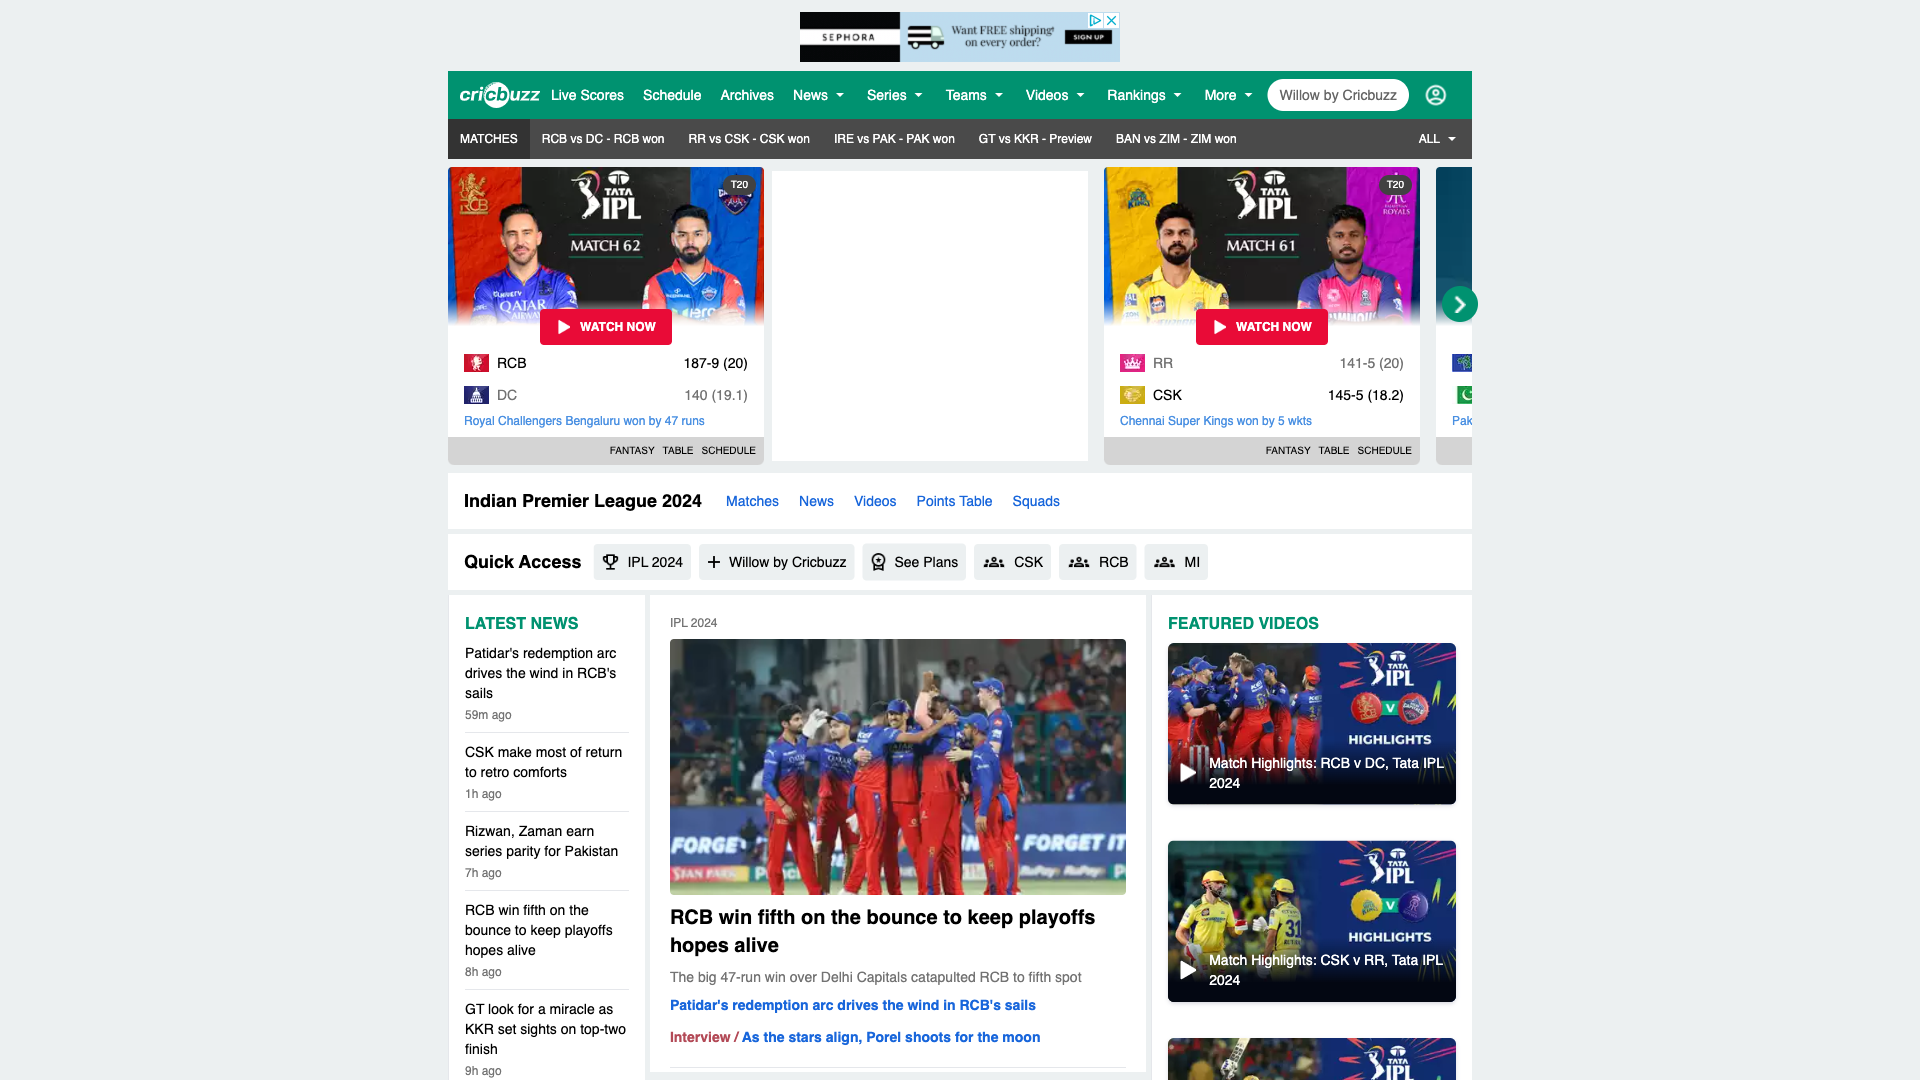 SEPHORA
Want FREE shipping
on every order?
SIGN UP
cricbuzz Live Scores Schedule Archives News Series Teams Videos Rankings More Willow by Cricbuzz
MATCHES RCB vs DC - RCB won RR vs CSK - CSK won IRE vs PAK - PAK won GT vs KKR - Preview BAN vs ZIM - ZIM won ALL
RCB
TATA
IPL
MATCH 62
T20
QATAR
WATCH NOW
RCB 187-9 (20)
DC 140 (19.1)
Royal Challengers Bengaluru won by 47 runs
FANTASY TABLE SCHEDULE
TATA
IPL
MATCH 61
T20
ROYALS
WATCH NOW
RR 141-5 (20)
CSK 145-5 (18.2)
Chennai Super Kings won by 5 wkts
FANTASY TABLE SCHEDULE
Pak
Indian Premier League 2024 Matches News Videos Points Table Squads
Quick Access IPL 2024 Willow by Cricbuzz See Plans CSK RCB MI
LATEST NEWS
Patidar's redemption arc
drives the wind in RCB's
sails
59m ago
CSK make most of return
to retro comforts
1h ago
Rizwan, Zaman earn
series parity for Pakistan
7h ago
RCB win fifth on the
bounce to keep playoffs
hopes alive
8h ago
GT look for a miracle as
KKR set sights on top-two
finish
9h ago
IPL 2024
FORGE
FORGET IT
RuPay RuPay
RCB win fifth on the bounce to keep playoffs
hopes alive
The big 47-run win over Delhi Capitals catapulted RCB to fifth spot
Patidar's redemption arc drives the wind in RCB's sails
Interview / As the stars align, Porel shoots for the moon
FEATURED VIDEOS
TATA
IPL
V
HIGHLIGHTS
Match Highlights: RCB v DC, Tata IPL
2024
TATA
IPL
V
31
HIGHLIGHTS
Match Highlights: CSK v RR, Tata IPL
2024
TATA
IPL